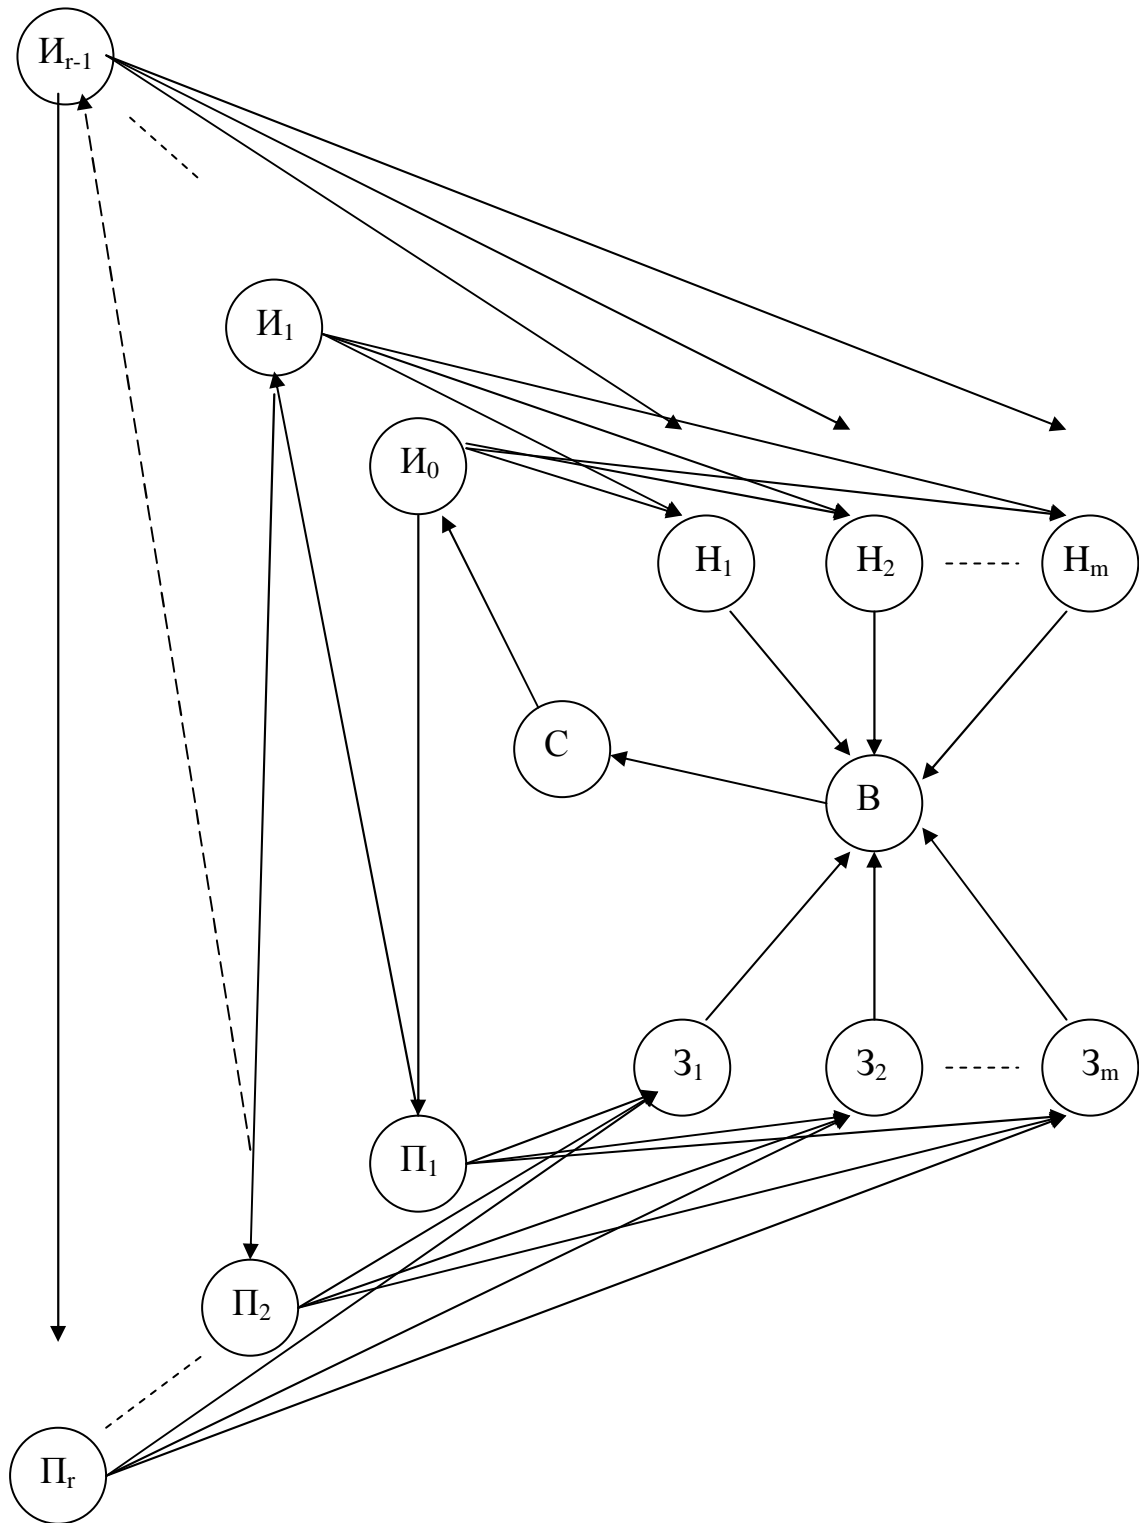 И_{r-1}
И_1
И_0
Н_1 Н_2 Н_m
С
В
З_1 З_2 З_m
П_1
П_2
П_r